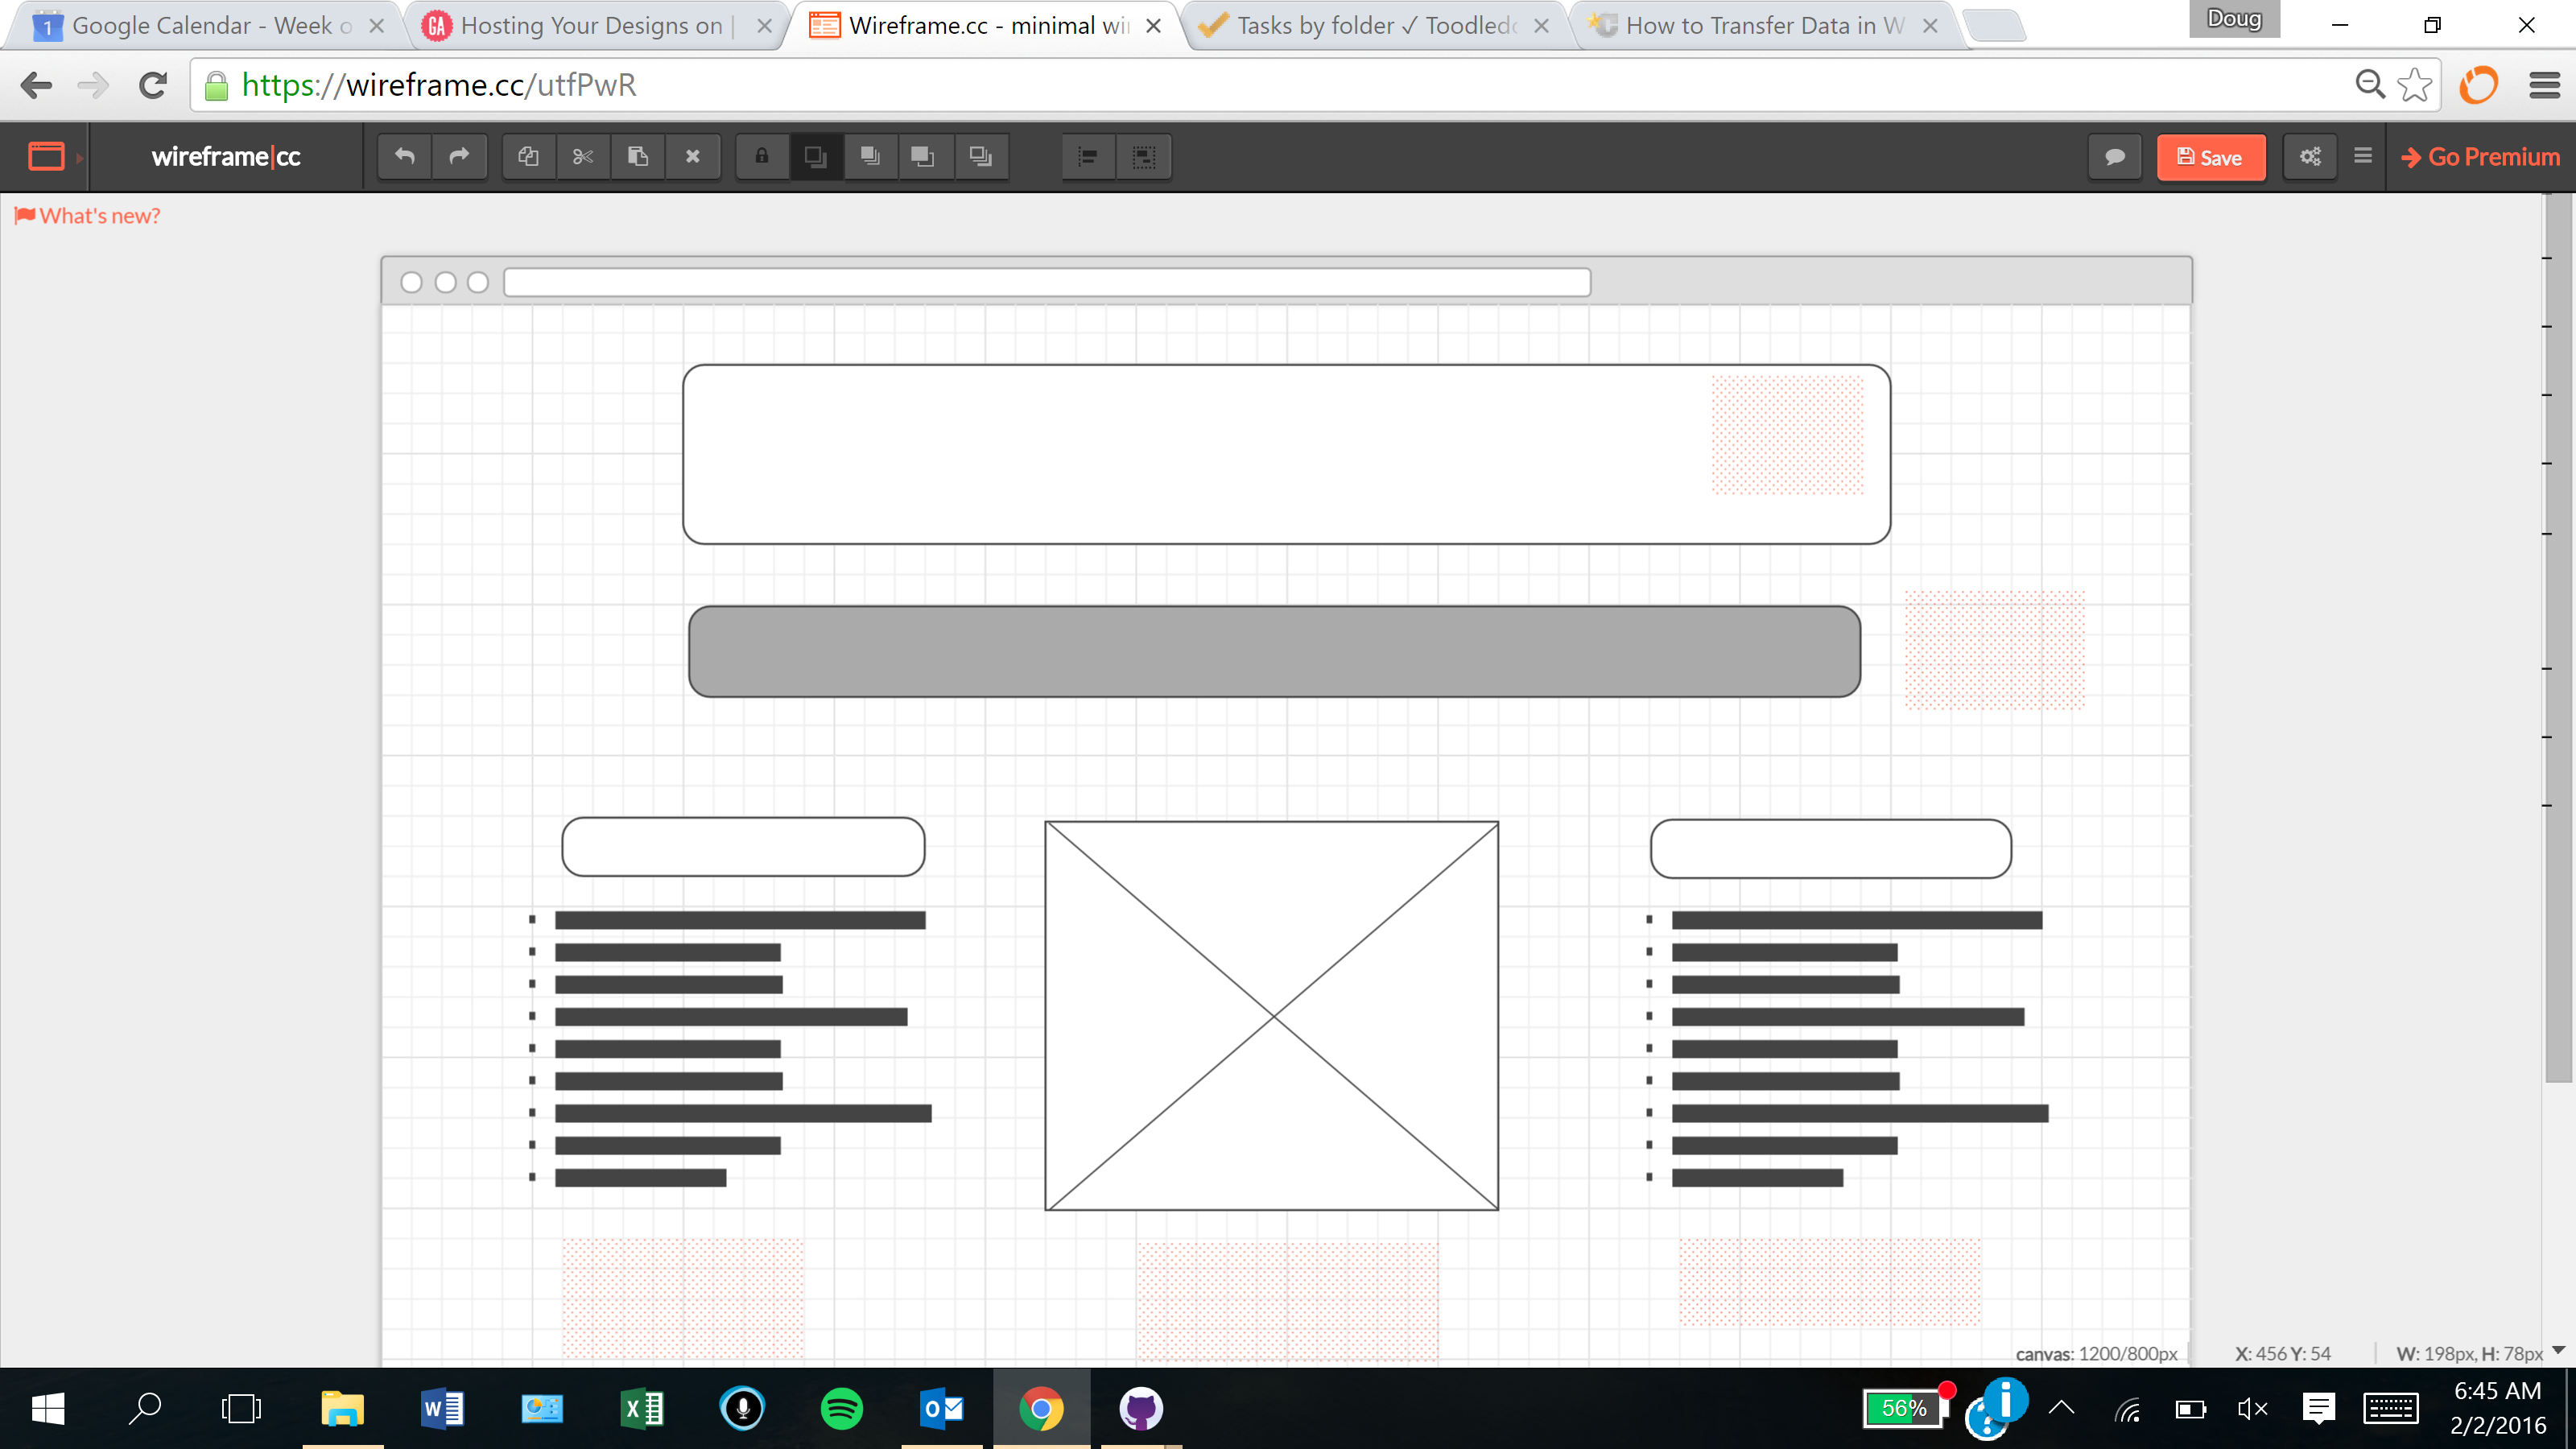 Google Calendar - Week o
Hosting Your Designs on |
Wireframe.cc - minimal wi
Tasks by folder ✓ Toodled
How to Transfer Data in W
Doug
https://wireframe.cc/utfPwR
wireframe|cc
Save
Go Premium
What's new?
canvas: 1200/800px
X: 456 Y: 54
W: 198px, H: 78px
56%
6:45 AM
2/2/2016